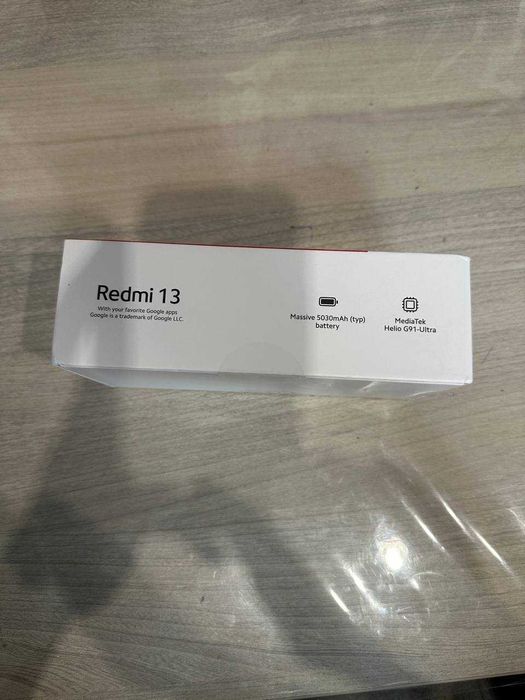 Redmi 13
With your favorite Google apps
Google is a trademark of Google LLC.
Massive 5030mAh (typ)
battery
MediaTek
Helio G91-Ultra